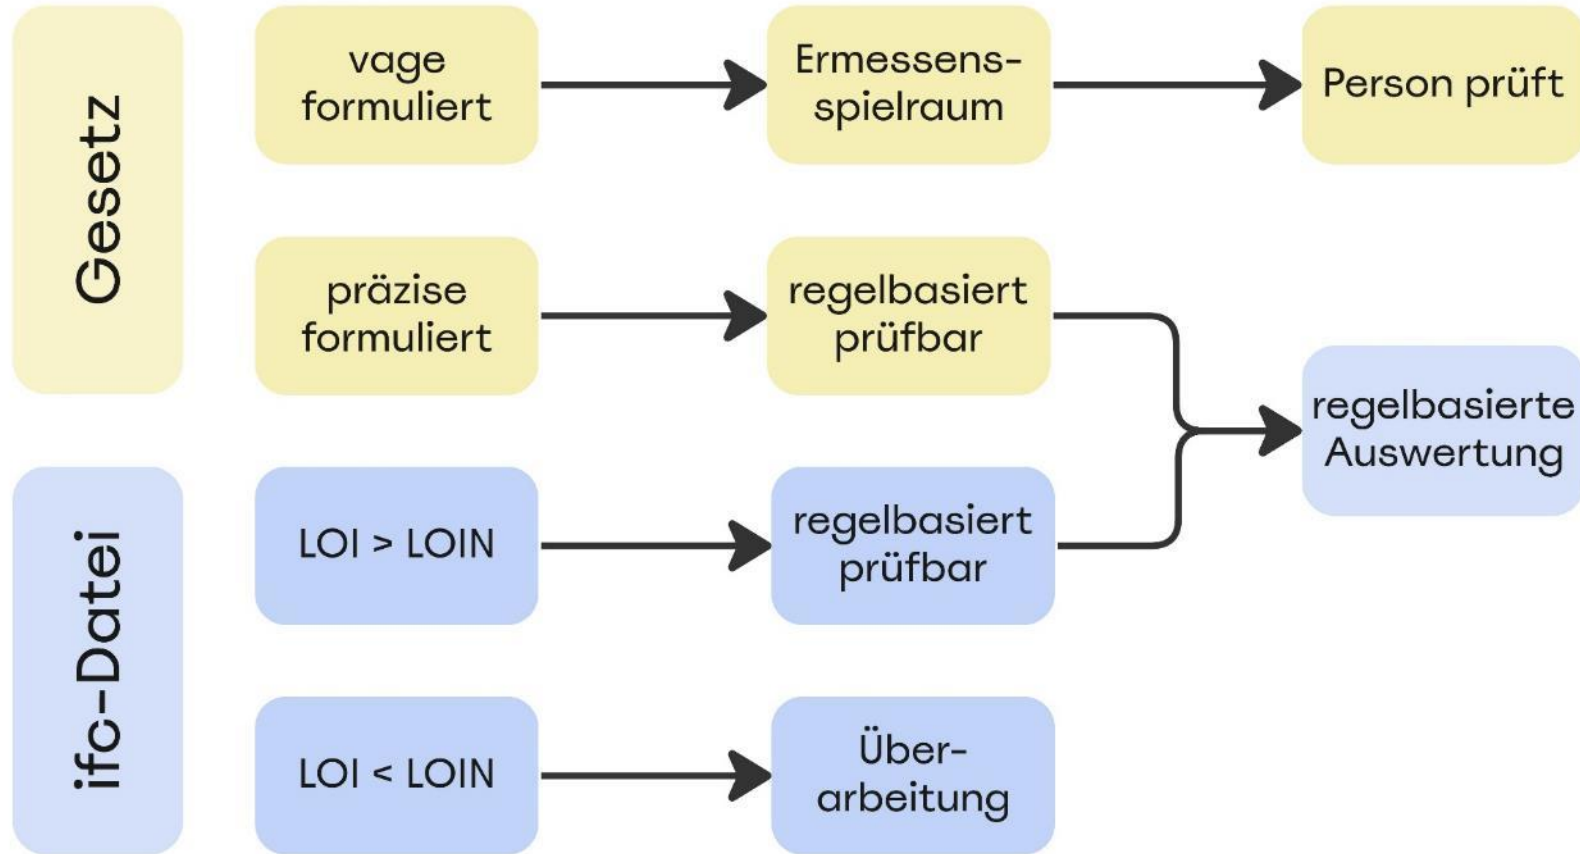 Gesetz
vage
formuliert
Ermessens-
spielraum
Person prüft
präzise
formuliert
regelbasiert
prüfbar
regelbasierte
Auswertung
ifc-Datei
LOI > LOIN
regelbasiert
prüfbar
LOI < LOIN
Über-
arbeitung